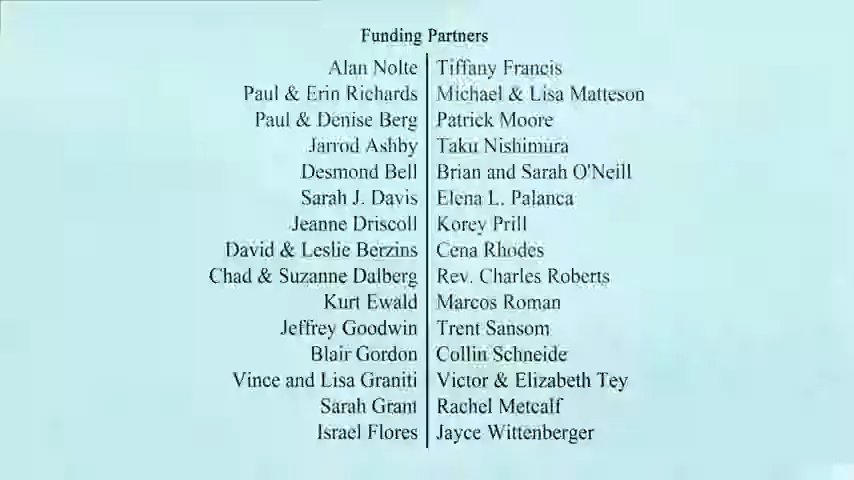 Funding Partners
Alan Nolte | Tiffany Francis
Paul & Erin Richards | Michael & Lisa Matteson
Paul & Denise Berg | Patrick Moore
Jarrod Ashby | Taku Nishimura
Desmond Bell | Brian and Sarah O'Neill
Sarah J. Davis | Elena L. Palanca
Jeanne Driscoll | Korey Prill
David & Leslie Berzins | Cena Rhodes
Chad & Suzanne Dalberg | Rev. Charles Roberts
Kurt Ewald | Marcos Roman
Jeffrey Goodwin | Trent Sansom
Blair Gordon | Collin Schneide
Vince and Lisa Graniti | Victor & Elizabeth Tey
Sarah Grant | Rachel Metcalf
Israel Flores | Jayce Wittenberger